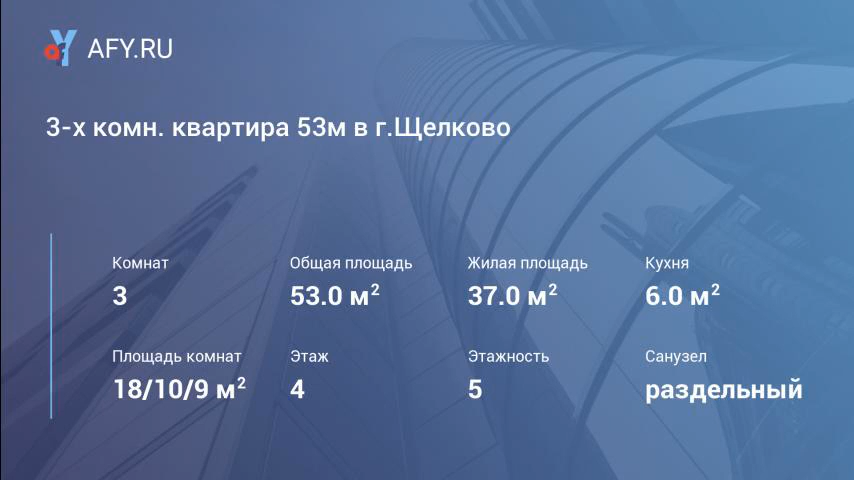 AFY.RU
3-х комн. квартира 53м в г.Щелково
Комнат
3
Общая площадь
53.0 м²
Жилая площадь
37.0 м²
Кухня
6.0 м²
Площадь комнат
18/10/9 м²
Этаж
4
Этажность
5
Санузел
раздельный